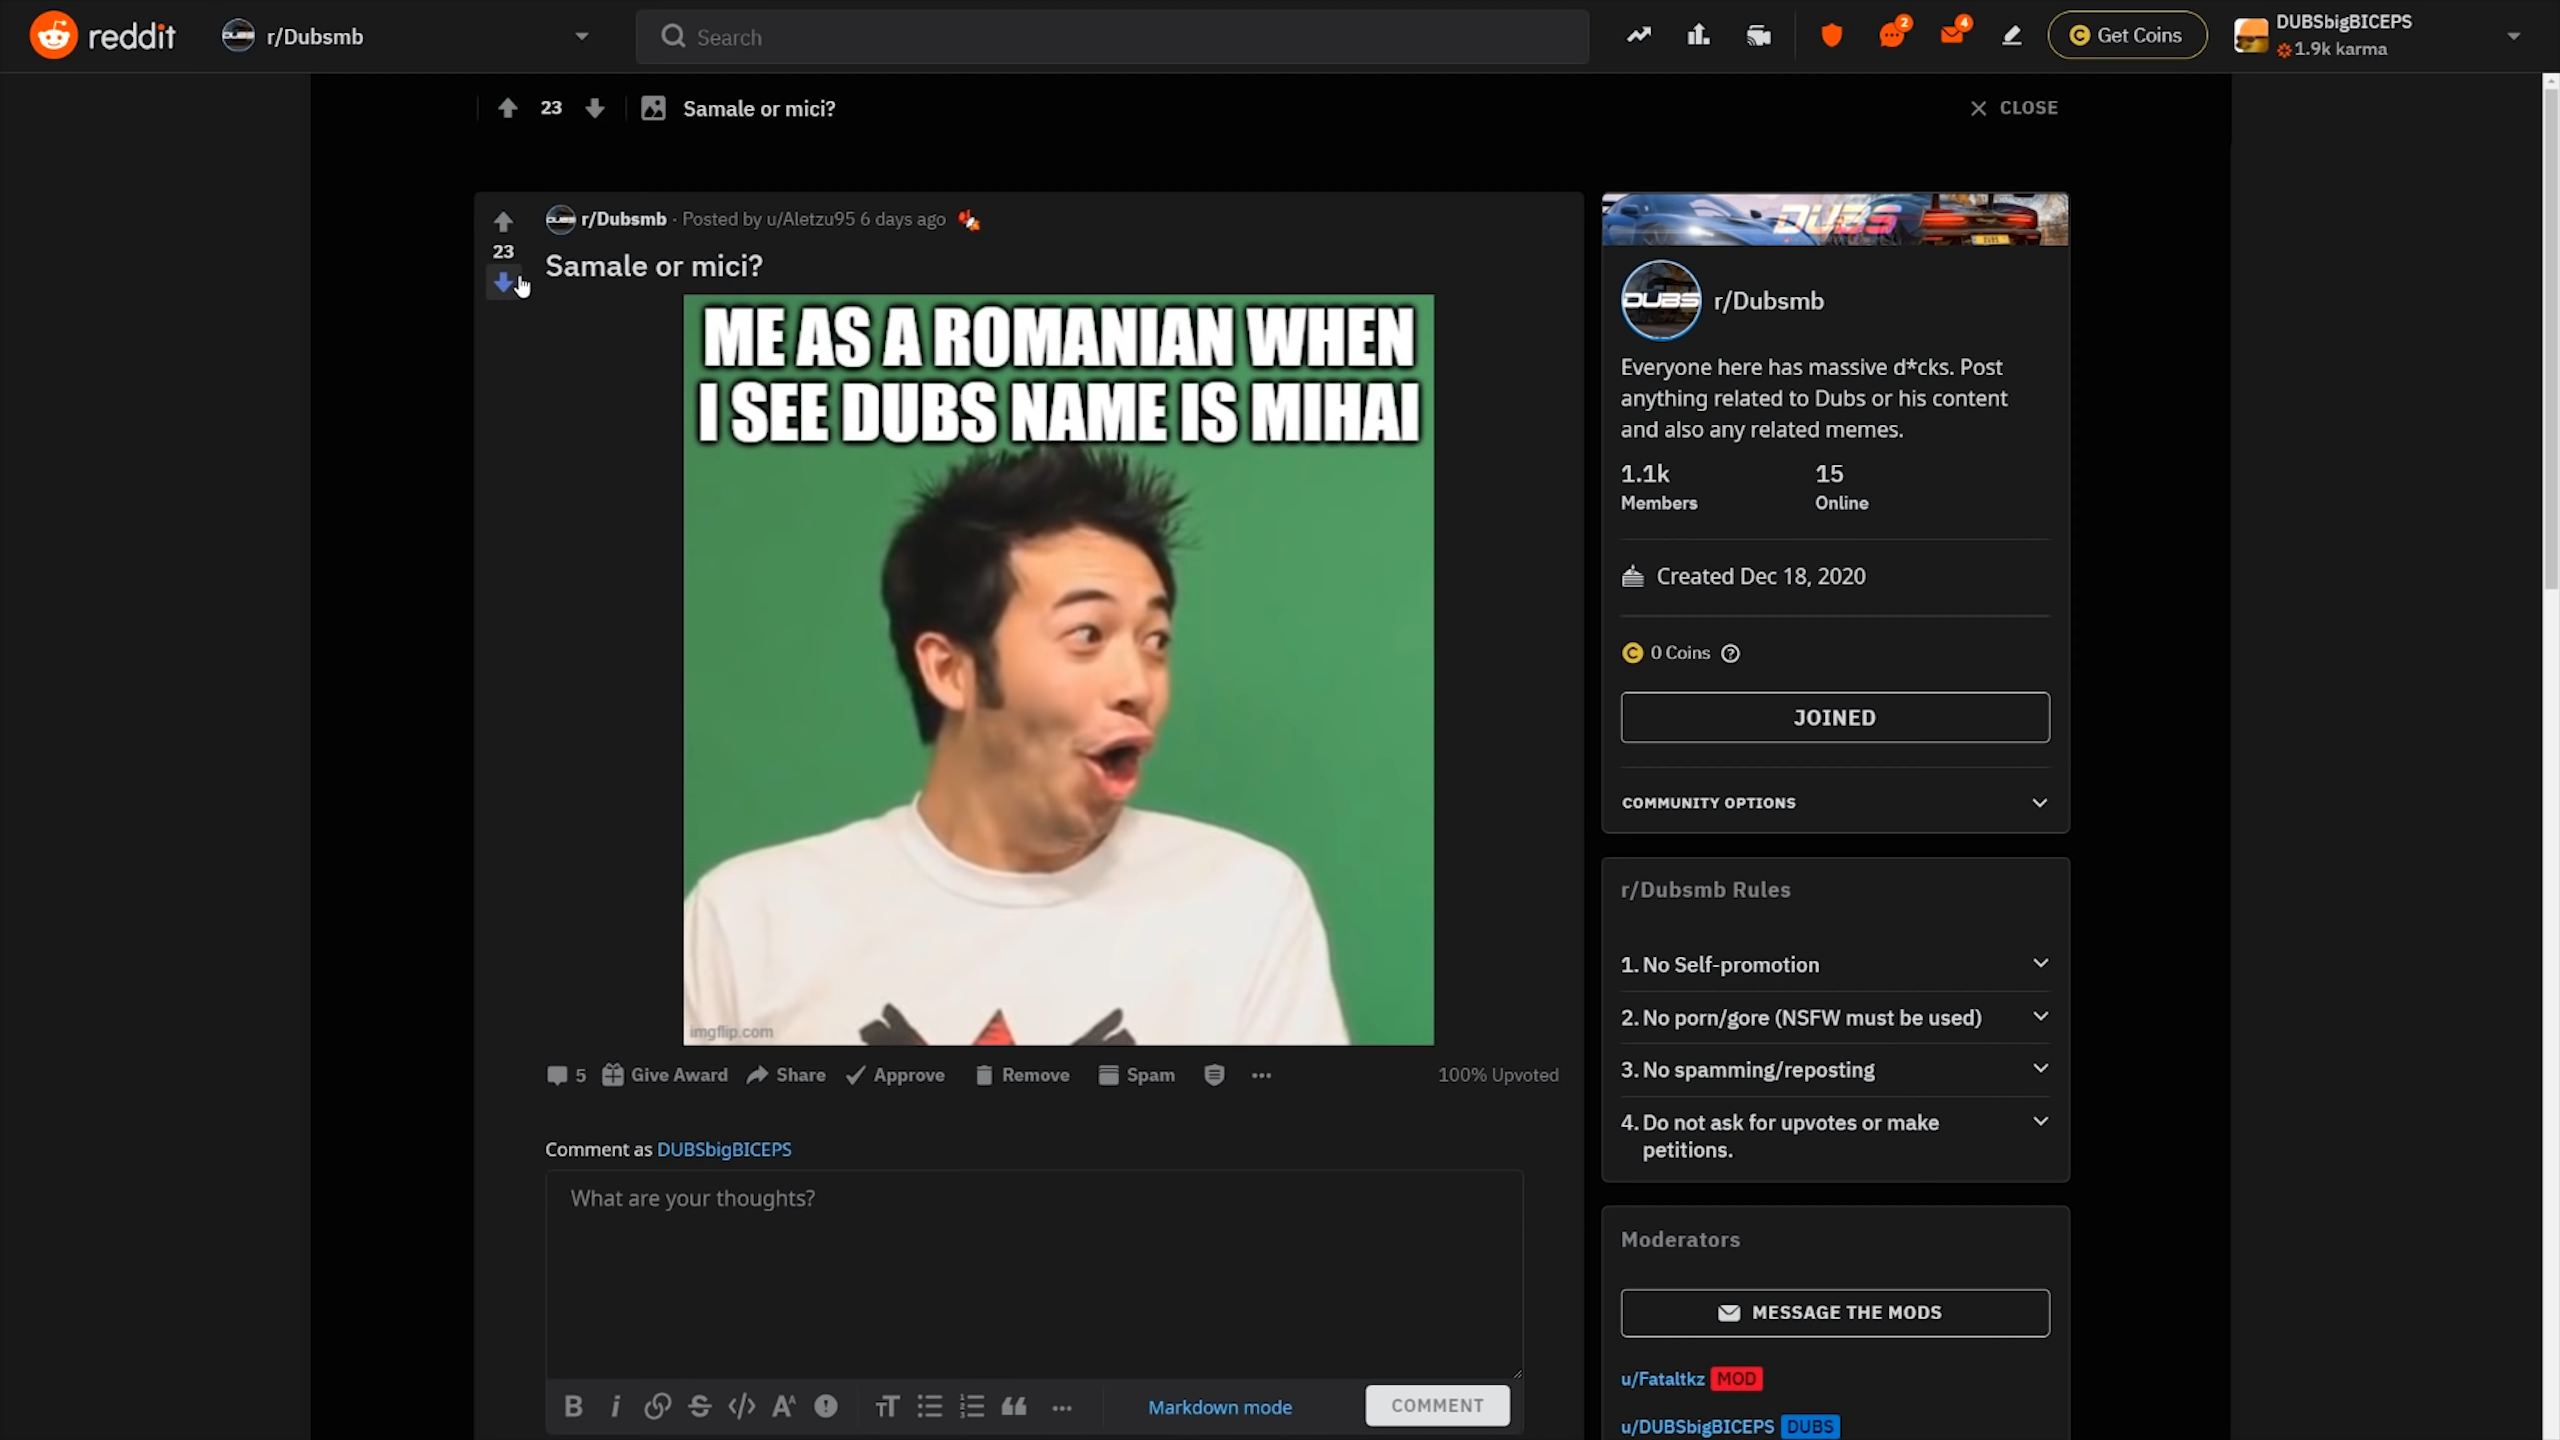 reddit
r/Dubsmb
Search
2
4
Get Coins
DUBSbigBICEPS
1.9k karma
23
Samale or mici?
CLOSE
r/Dubsmb · Posted by u/Aletzu95 6 days ago
23
Samale or mici?
ME AS A ROMANIAN WHEN
I SEE DUBS NAME IS MIHAI
imgflip.com
5
Give Award
Share
Approve
Remove
Spam
100% Upvoted
Comment as DUBSbigBICEPS
What are your thoughts?
Markdown mode
COMMENT
DUBS
DUBS
r/Dubsmb
Everyone here has massive d*cks. Post
anything related to Dubs or his content
and also any related memes.
1.1k
Members
15
Online
Created Dec 18, 2020
0 Coins
JOINED
COMMUNITY OPTIONS
r/Dubsmb Rules
1. No Self-promotion
2. No porn/gore (NSFW must be used)
3. No spamming/reposting
4. Do not ask for upvotes or make
petitions.
Moderators
MESSAGE THE MODS
u/Fataltkz MOD
u/DUBSbigBICEPS DUBS